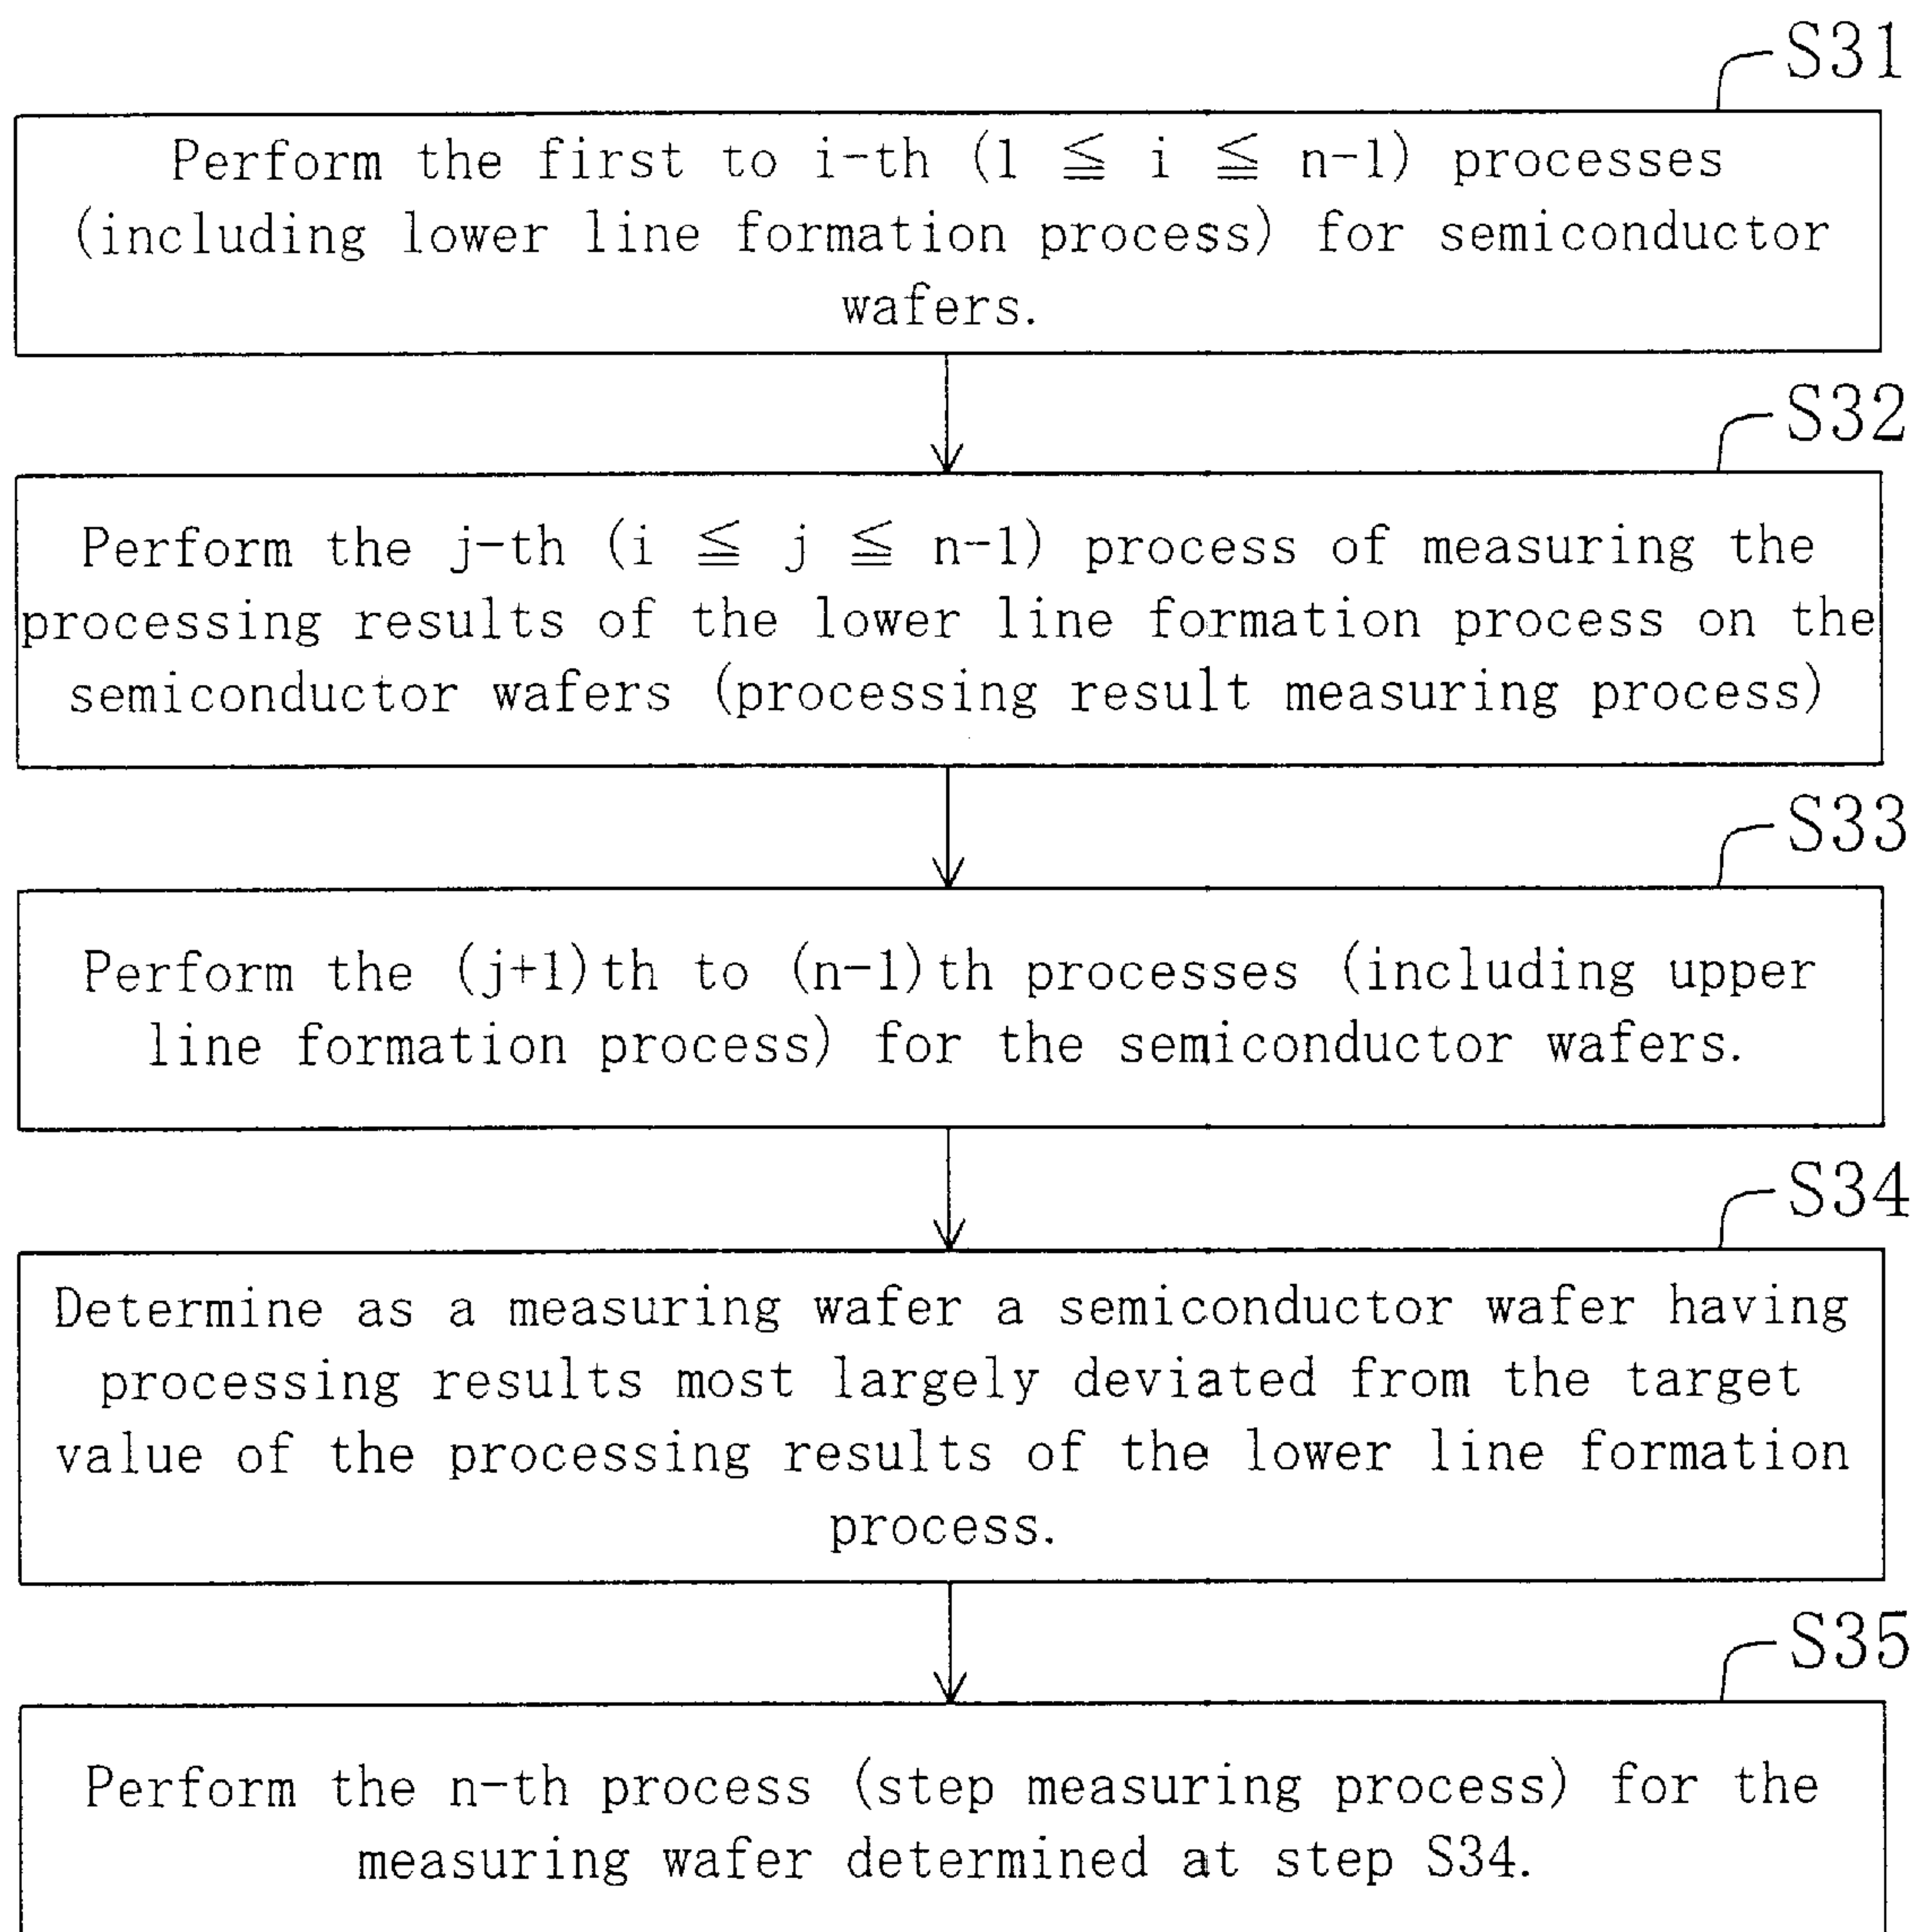 S31
Perform the first to i-th (1 ≦ i ≦ n-1) processes
(including lower line formation process) for semiconductor
wafers.
S32
Perform the j-th (i ≦ j ≦ n-1) process of measuring the
processing results of the lower line formation process on the
semiconductor wafers (processing result measuring process)
S33
Perform the (j+1)th to (n-1)th processes (including upper
line formation process) for the semiconductor wafers.
S34
Determine as a measuring wafer a semiconductor wafer having
processing results most largely deviated from the target
value of the processing results of the lower line formation
process.
S35
Perform the n-th process (step measuring process) for the
measuring wafer determined at step S34.